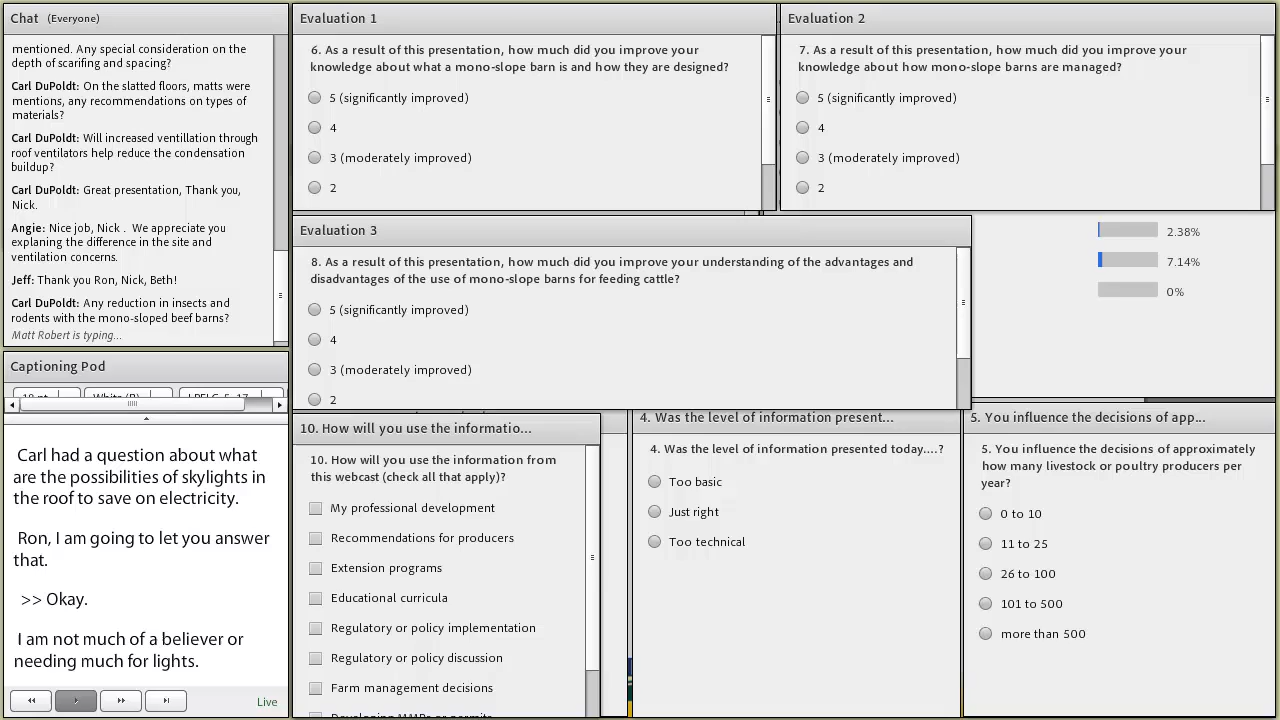 Chat (Everyone)
mentioned. Any special consideration on the
depth of scarifing and spacing?
Carl DuPoldt: On the slatted floors, matts were
mentions, any recommendations on types of
materials?
Carl DuPoldt: Will increased ventillation through
roof ventilators help reduce the condensation
buildup?
Carl DuPoldt: Great presentation, Thank you,
Nick.
Angie: Nice job, Nick . We appreciate you
explaning the difference in the site and
ventilation concerns.
Jeff: Thank you Ron, Nick, Beth!
Carl DuPoldt: Any reduction in insects and
rodents with the mono-sloped beef barns?
Matt Robert is typing...
Captioning Pod
Carl had a question about what
are the possibilities of skylights in
the roof to save on electricity.
Ron, I am going to let you answer
that.
>> Okay.
I am not much of a believer or
needing much for lights.
Live
Evaluation 1
6. As a result of this presentation, how much did you improve your
knowledge about what a mono-slope barn is and how they are designed?
5 (significantly improved)
4
3 (moderately improved)
2
Evaluation 2
7. As a result of this presentation, how much did you improve your
knowledge about how mono-slope barns are managed?
5 (significantly improved)
4
3 (moderately improved)
2
2.38%
7.14%
0%
Evaluation 3
8. As a result of this presentation, how much did you improve your understanding of the advantages and
disadvantages of the use of mono-slope barns for feeding cattle?
5 (significantly improved)
4
3 (moderately improved)
2
10. How will you use the informatio...
10. How will you use the information from
this webcast (check all that apply)?
My professional development
Recommendations for producers
Extension programs
Educational curricula
Regulatory or policy implementation
Regulatory or policy discussion
Farm management decisions
4. Was the level of information present...
4. Was the level of information presented today....?
Too basic
Just right
Too technical
5. You influence the decisions of app...
5. You influence the decisions of approximately
how many livestock or poultry producers per
year?
0 to 10
11 to 25
26 to 100
101 to 500
more than 500